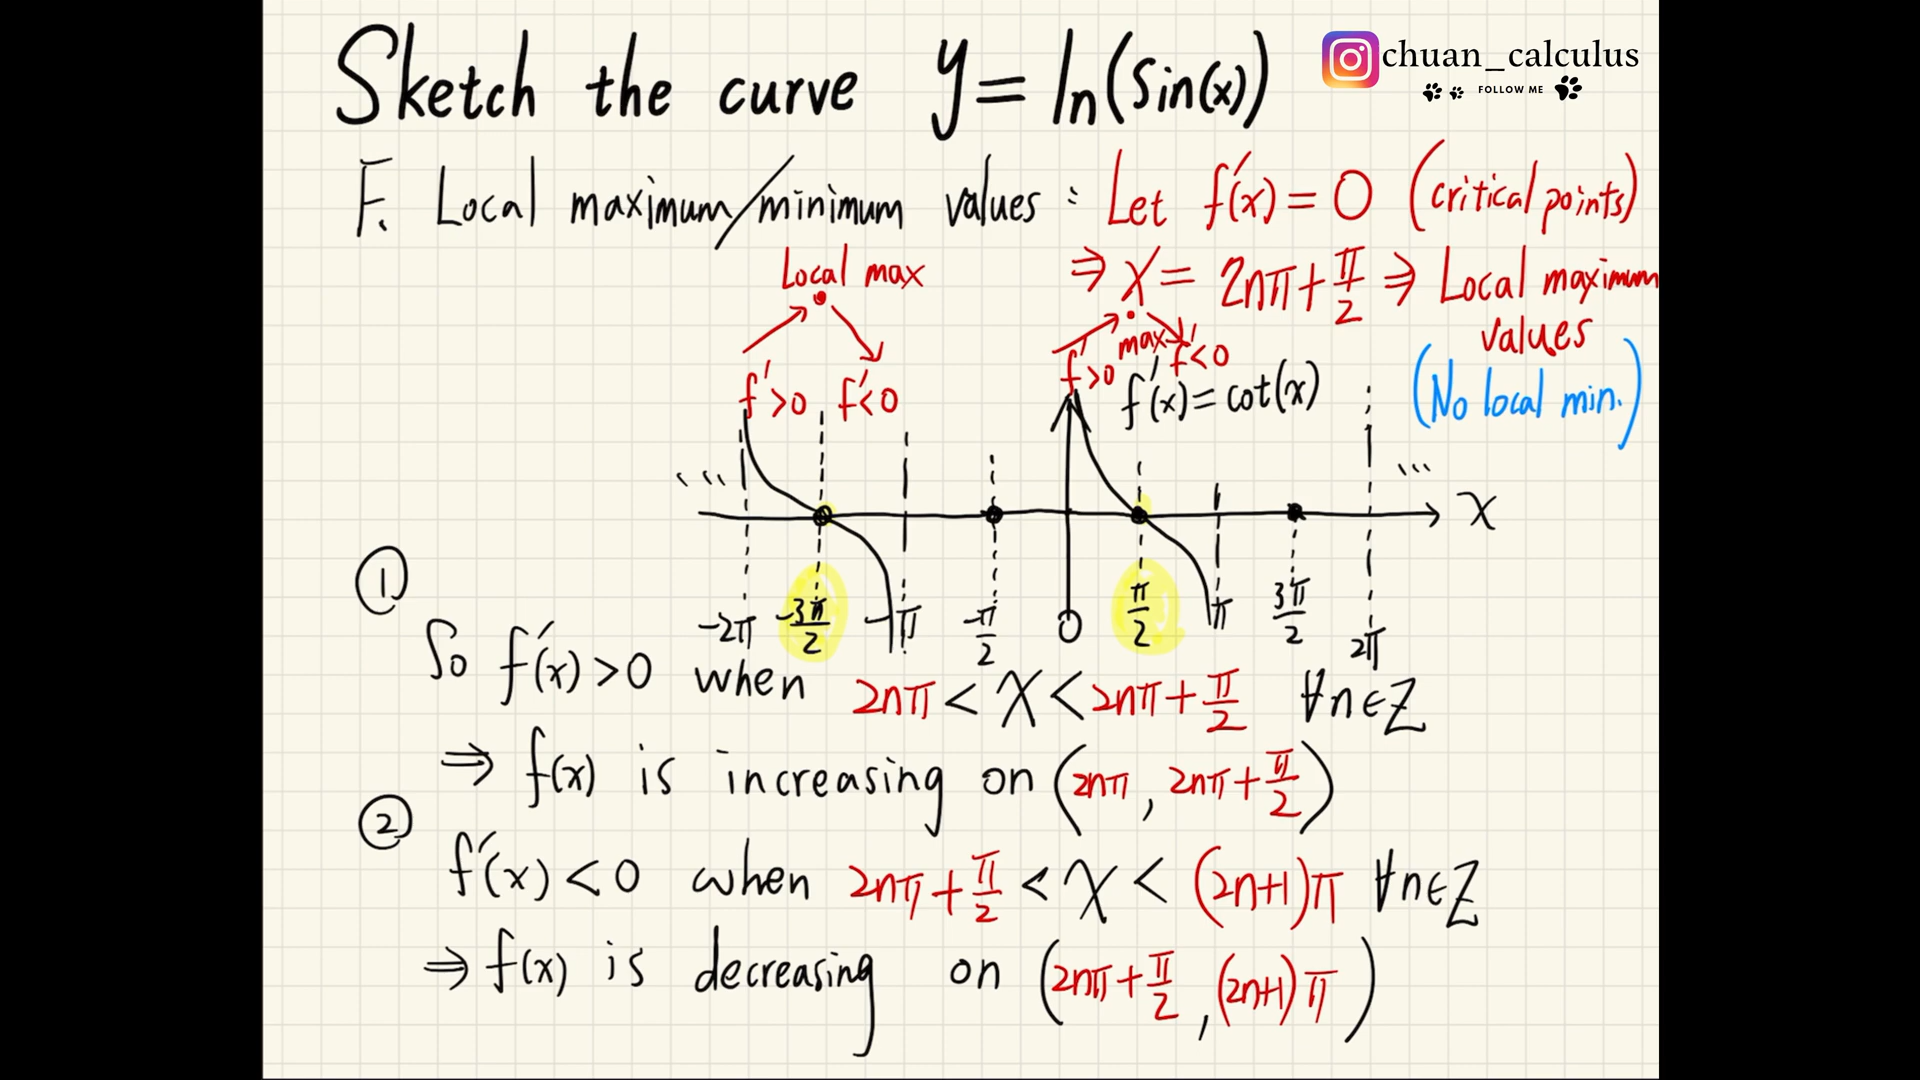 Sketch the curve y = ln(sin(x))
chuan_calculus
FOLLOW ME
F. Local maximum/minimum values : Let f'(x) = 0 (critical points)
⇒ x = 2nπ + π/2 ⇒ Local maximum values
(No local min.)
Local max
f'>0 f'<0
max
f'>0 f'<0
f'(x) = cot(x)
... ...
x
-2π -3π/2 -π -π/2 0 π/2 π 3π/2 2π
①
So f'(x) > 0 when 2nπ < x < 2nπ + π/2 ∀n∈Z
⇒ f(x) is increasing on (2nπ, 2nπ + π/2)
②
f'(x) < 0 when 2nπ + π/2 < x < (2n+1)π ∀n∈Z
⇒ f(x) is decreasing on (2nπ + π/2, (2n+1)π)